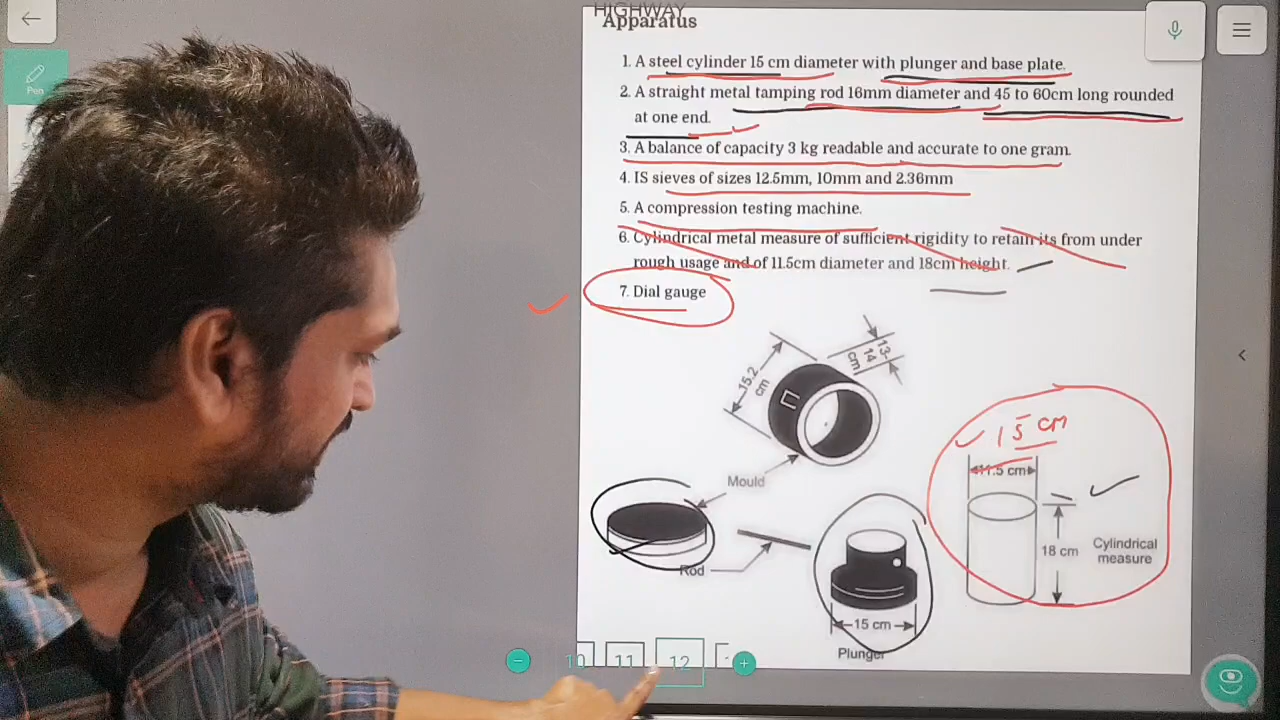 HIGHWAY
Apparatus
Pen
1. A steel cylinder 15 cm diameter with plunger and base plate.
2. A straight metal tamping rod 16mm diameter and 45 to 60cm long rounded
at one end.
3. A balance of capacity 3 kg readable and accurate to one gram.
4. IS sieves of sizes 12.5mm, 10mm and 2.36mm
5. A compression testing machine.
6. Cylindrical metal measure of sufficient rigidity to retain its from under
rough usage and of 11.5cm diameter and 18cm height.
7. Dial gauge
15.2
cm
13-
14
cm
Mould
Rod
15 cm
Plunger
15 cm
11.5 cm
18 cm
Cylindrical
measure
10 11 12